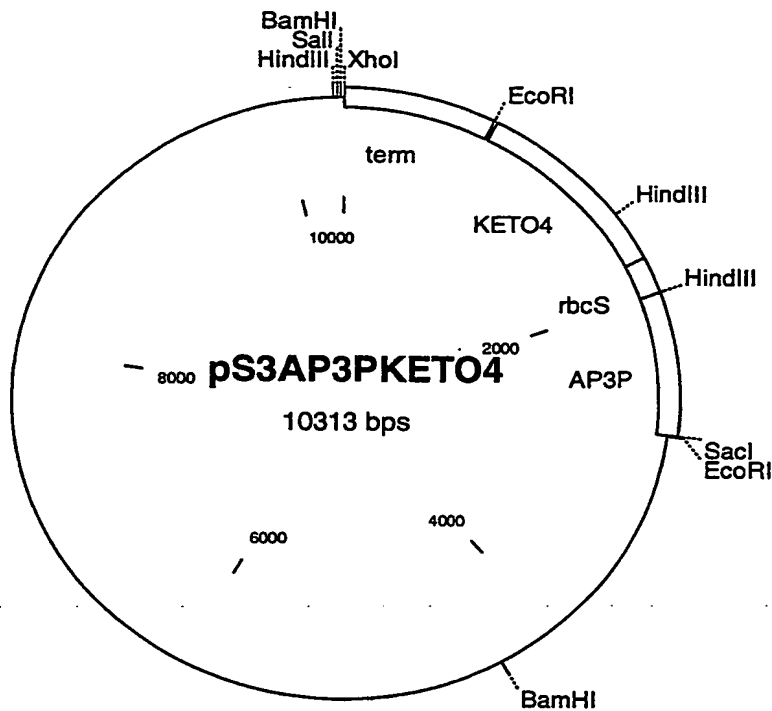 BamHI
SalI
HindIII XhoI
EcoRI
term
HindIII
KETO4
10000
HindIII
rbcS
2000
8000
pS3AP3PKETO4
AP3P
10313 bps
SacI
EcoRI
4000
6000
BamHI